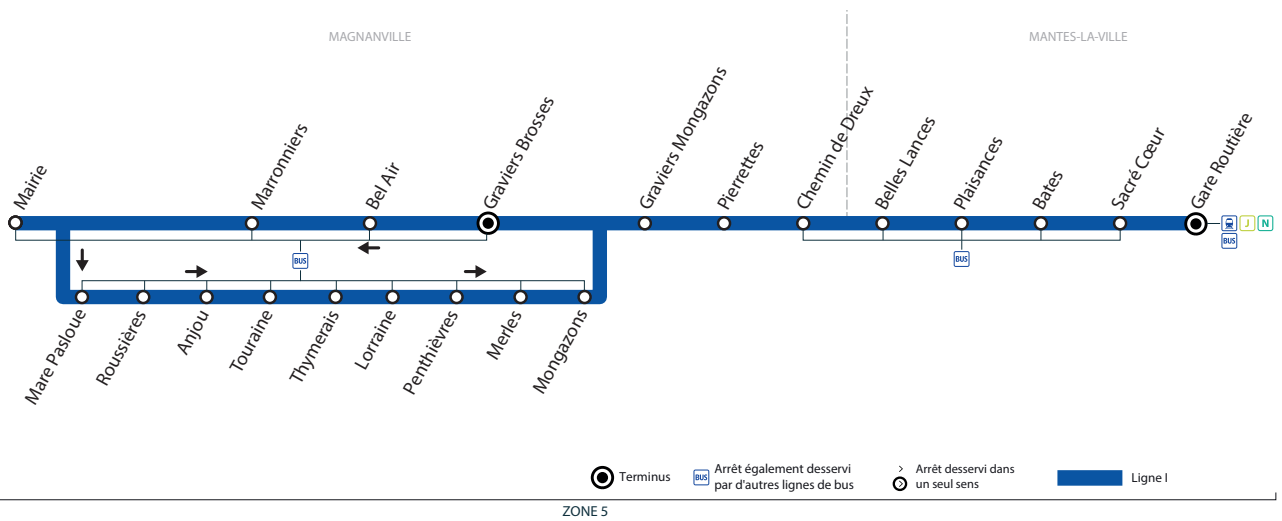 MAGNANVILLE
MANTES-LA-VILLE
Mairie
Marronniers
Bel Air
Graviers Brosses
Graviers Mongazons
Pierrettes
Chemin de Dreux
Belles Lances
Plaisances
Bates
Sacré Cœur
Gare Routière
J
N
BUS
BUS
BUS
Mare Pasloue
Roussières
Anjou
Touraine
Thymerais
Lorraine
Penthièvres
Merles
Mongazons
Terminus
BUS
Arrêt également desservi
par d'autres lignes de bus
Arrêt desservi dans
un seul sens
Ligne I
ZONE 5